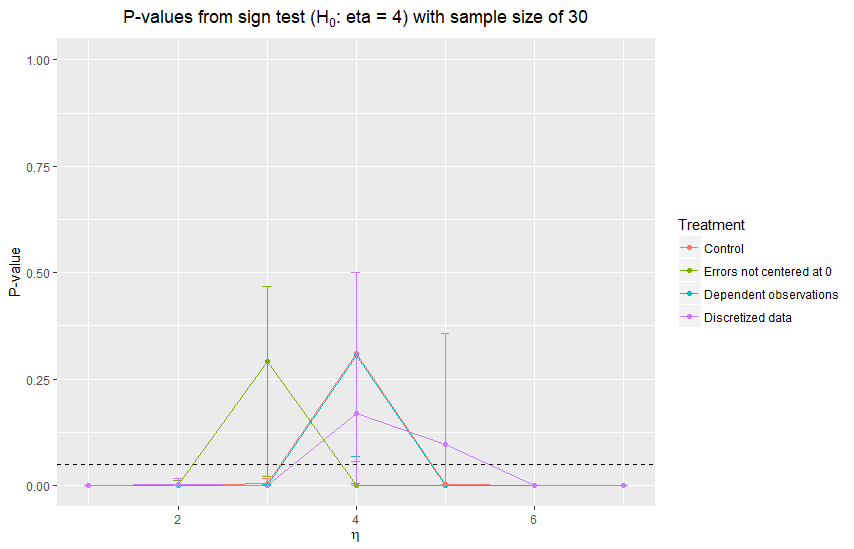 P-values from sign test (H0: eta = 4) with sample size of 30
1.00
0.75
0.50
0.25
0.00
P-value
2
4
6
η
Treatment
Control
Errors not centered at 0
Dependent observations
Discretized data